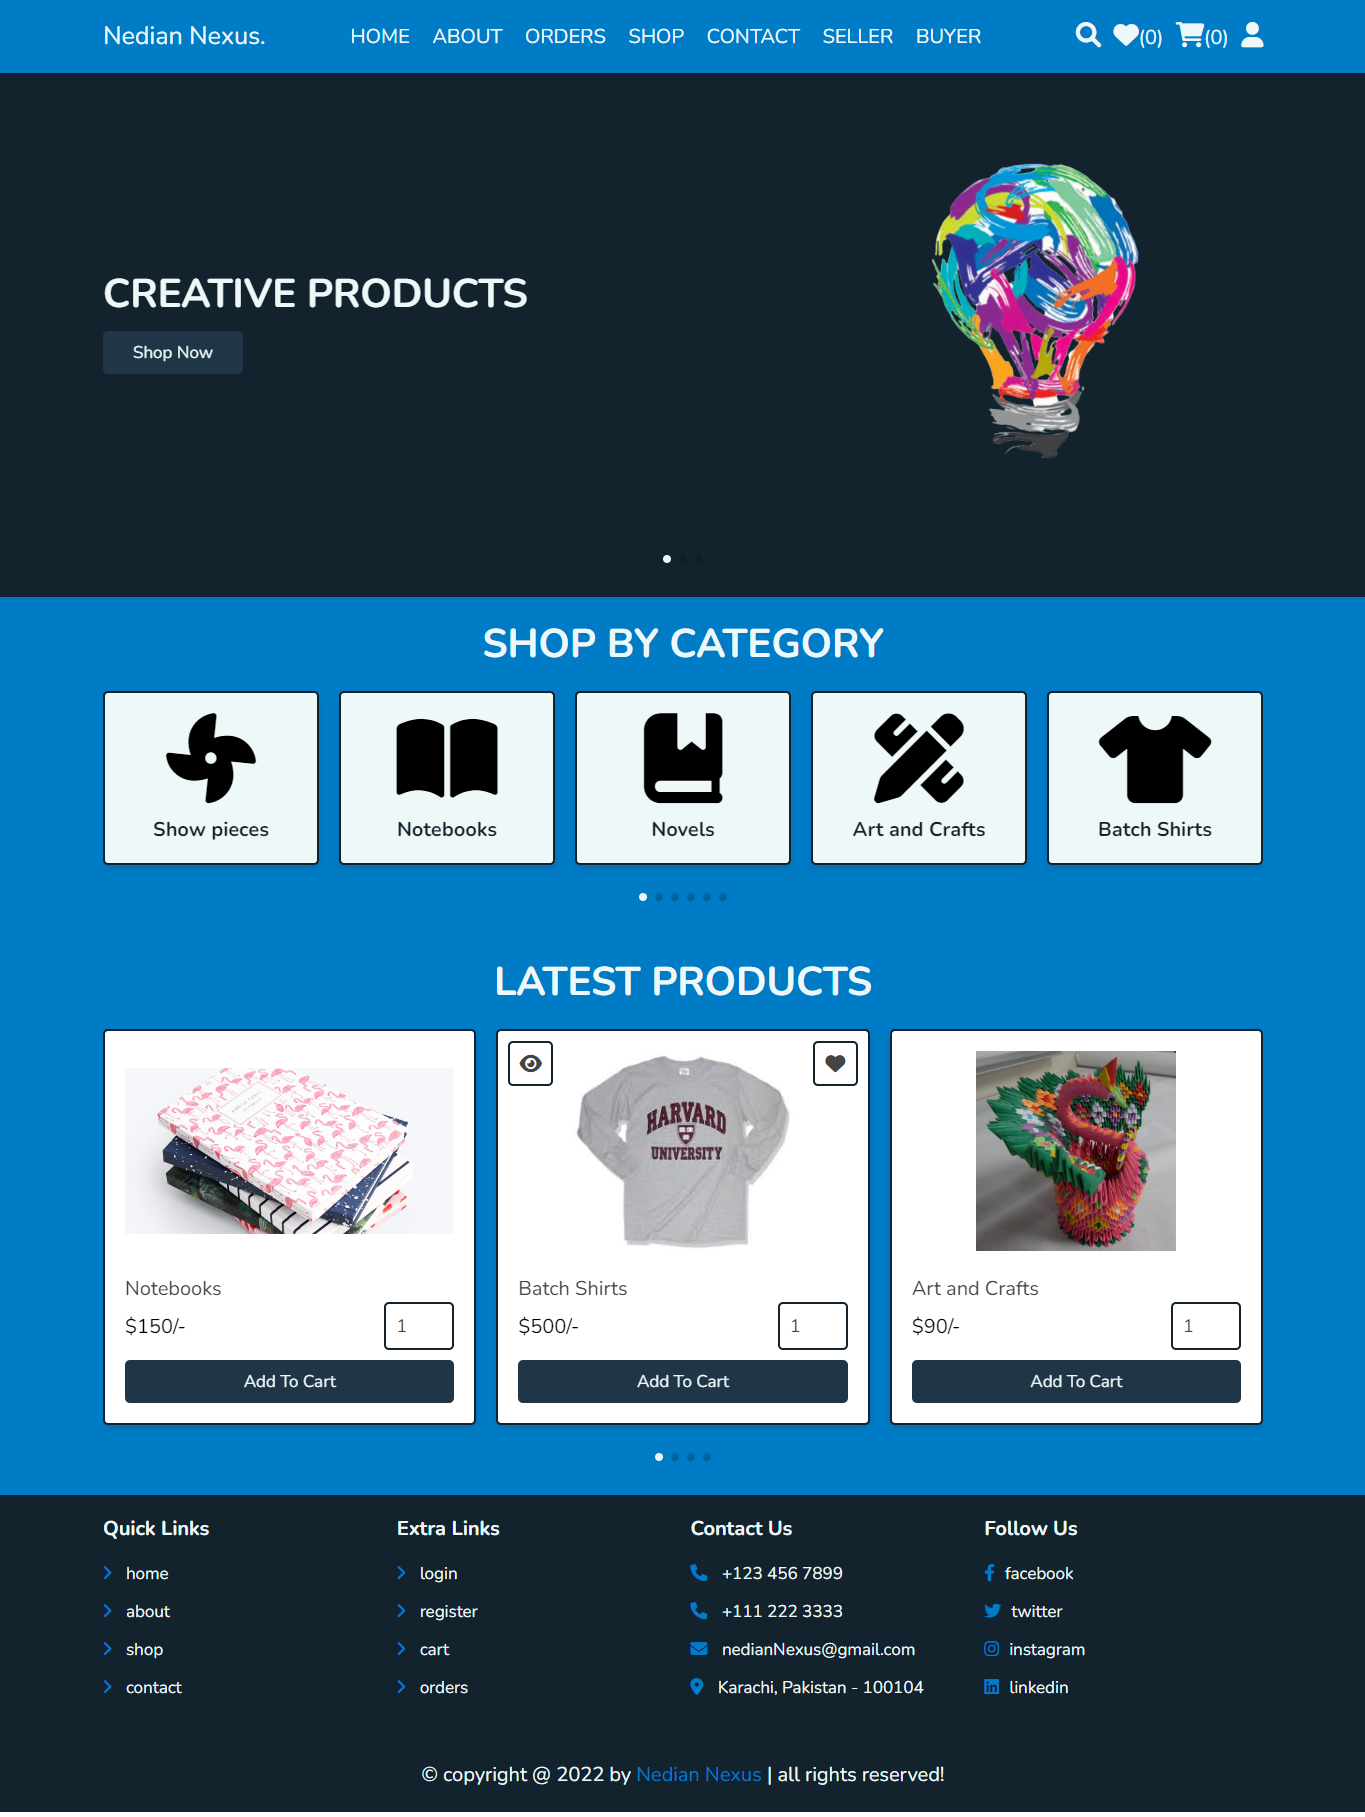 Nedian Nexus. HOME ABOUT ORDERS SHOP CONTACT SELLER BUYER (0) (0)
CREATIVE PRODUCTS
Shop Now
SHOP BY CATEGORY
Show pieces Notebooks Novels Art and Crafts Batch Shirts
LATEST PRODUCTS
HARVARD
UNIVERSITY
Notebooks Batch Shirts Art and Crafts
$150/- 1 $500/- 1 $90/- 1
Add To Cart Add To Cart Add To Cart
Quick Links Extra Links Contact Us Follow Us
home login +123 456 7899 facebook
about register +111 222 3333 twitter
shop cart nedianNexus@gmail.com instagram
contact orders Karachi, Pakistan - 100104 linkedin
© copyright @ 2022 by Nedian Nexus | all rights reserved!